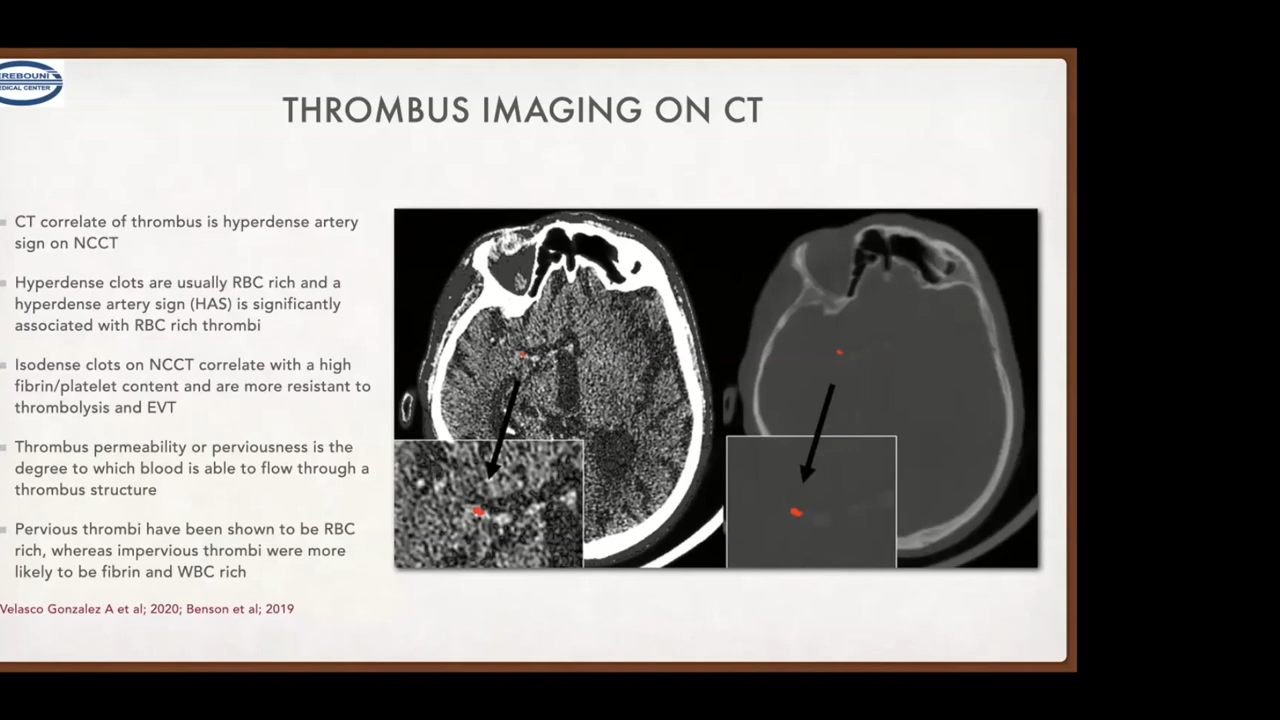 EREBOUNI
EDICAL CENTER
THROMBUS IMAGING ON CT
CT correlate of thrombus is hyperdense artery
sign on NCCT
Hyperdense clots are usually RBC rich and a
hyperdense artery sign (HAS) is significantly
associated with RBC rich thrombi
Isodense clots on NCCT correlate with a high
fibrin/platelet content and are more resistant to
thrombolysis and EVT
Thrombus permeability or perviousness is the
degree to which blood is able to flow through a
thrombus structure
Pervious thrombi have been shown to be RBC
rich, whereas impervious thrombi were more
likely to be fibrin and WBC rich
Velasco Gonzalez A et al; 2020; Benson et al; 2019